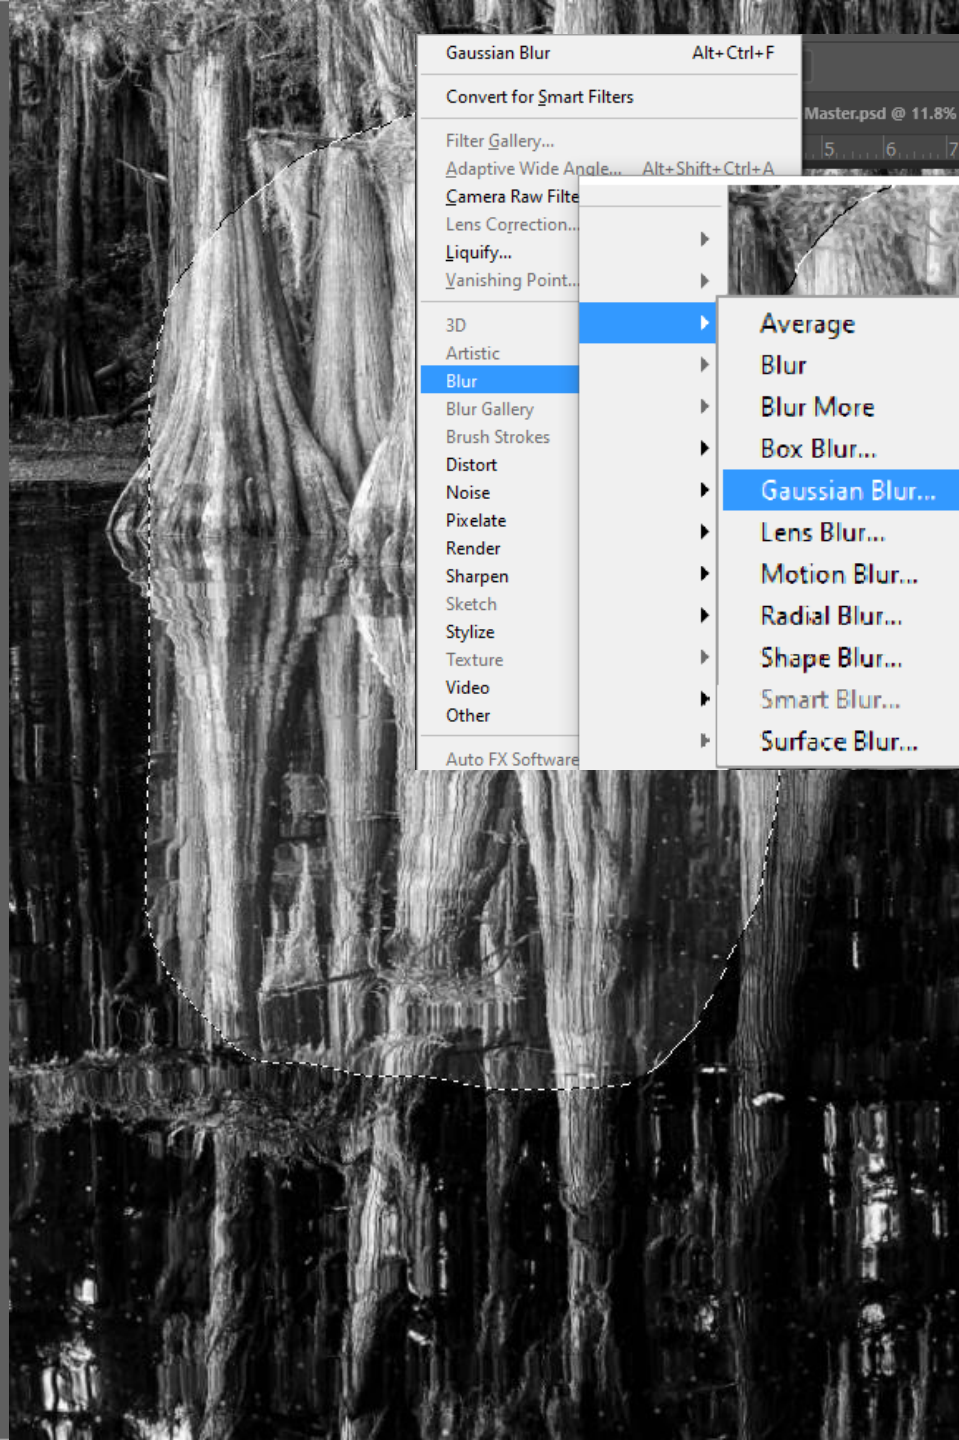 Gaussian Blur Alt+Ctrl+F
Convert for Smart Filters
Master.psd @ 11.8%
Filter Gallery...
5 6 7
Adaptive Wide Angle... Alt+Shift+Ctrl+A
Camera Raw Filte
Lens Correction...
Liquify...
Vanishing Point...
3D
Artistic
Blur
Blur Gallery
Brush Strokes
Distort
Noise
Pixelate
Render
Sharpen
Sketch
Stylize
Texture
Video
Other
Auto FX Software
Average
Blur
Blur More
Box Blur...
Gaussian Blur...
Lens Blur...
Motion Blur...
Radial Blur...
Shape Blur...
Smart Blur...
Surface Blur...